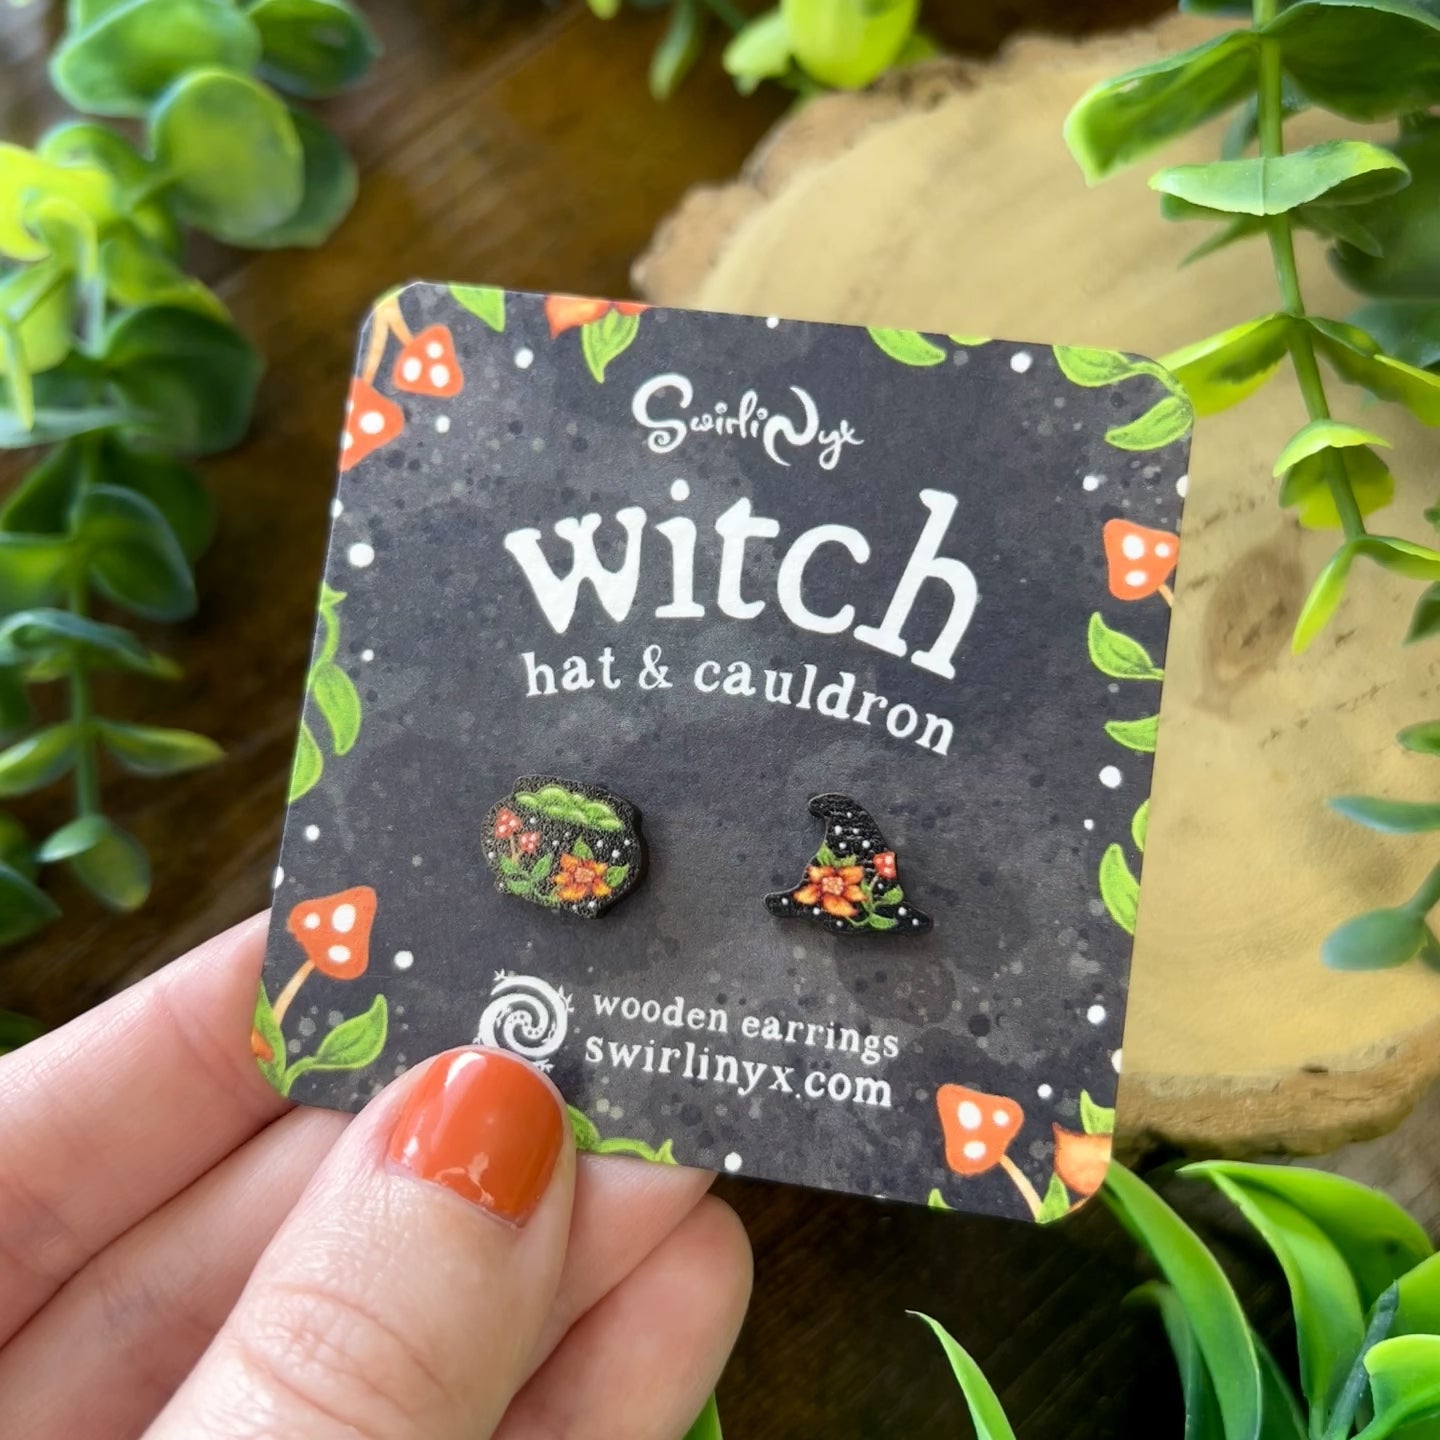 SwirliNyx
witch
hat & cauldron
wooden earrings
swirlinyx.com